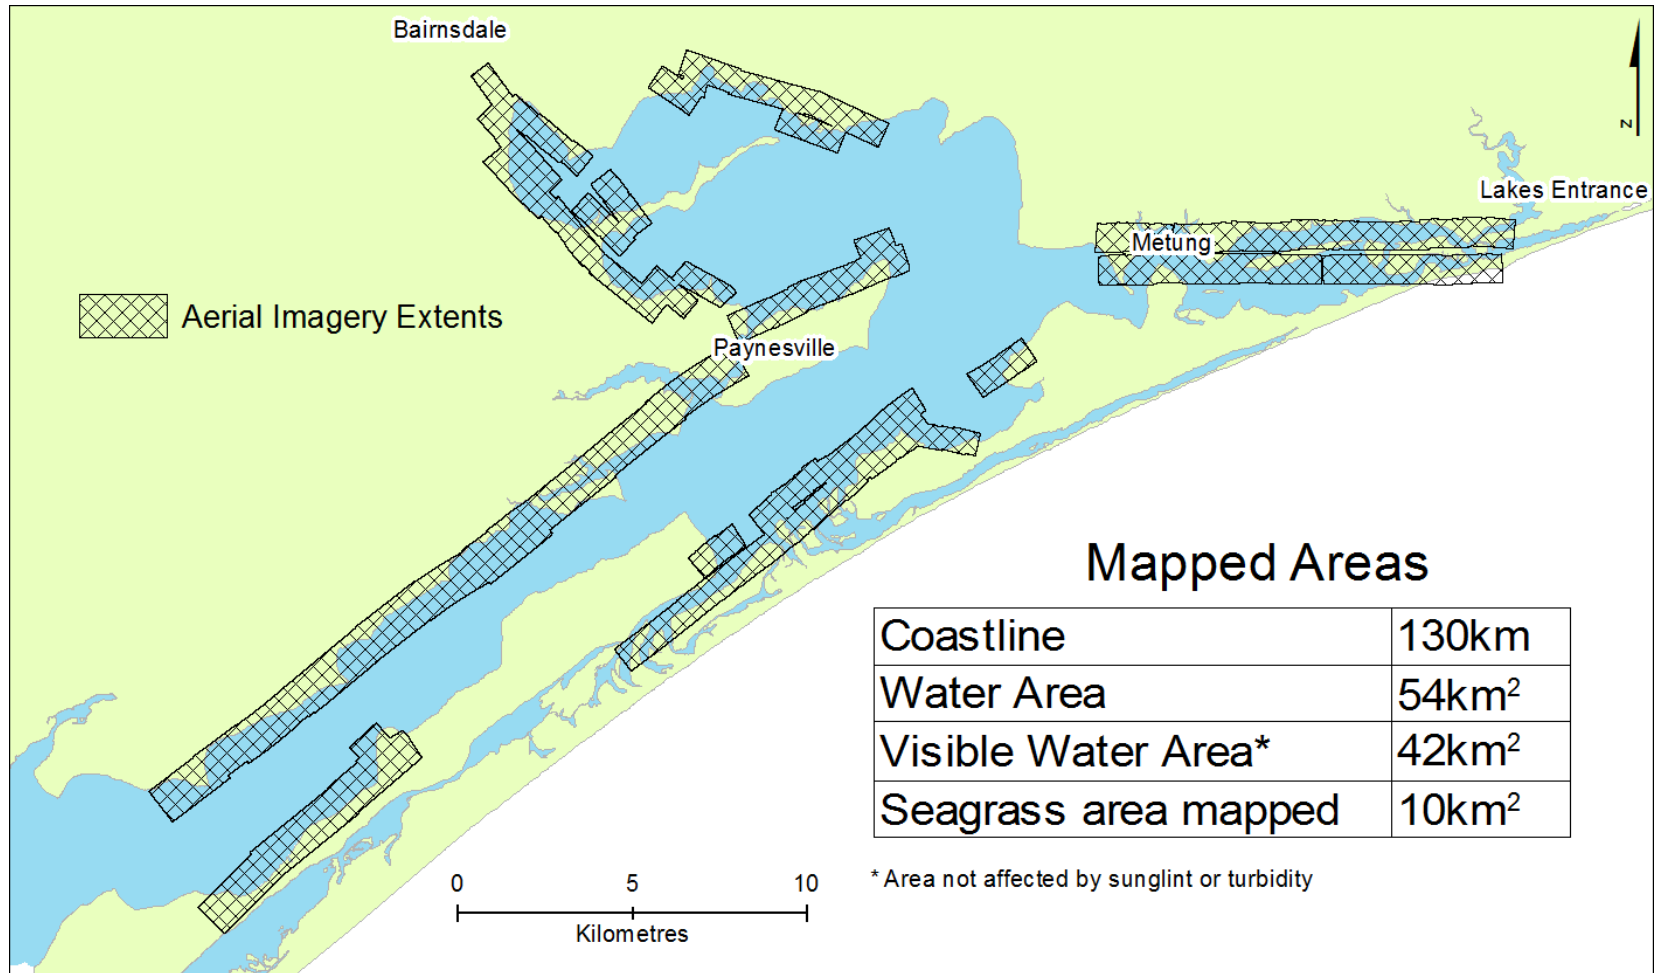 Bairnsdale
N
Lakes Entrance
Metung
Aerial Imagery Extents
Paynesville
Mapped Areas
Coastline 130km
Water Area 54km²
Visible Water Area* 42km²
Seagrass area mapped 10km²
* Area not affected by sunglint or turbidity
0 5 10
Kilometres